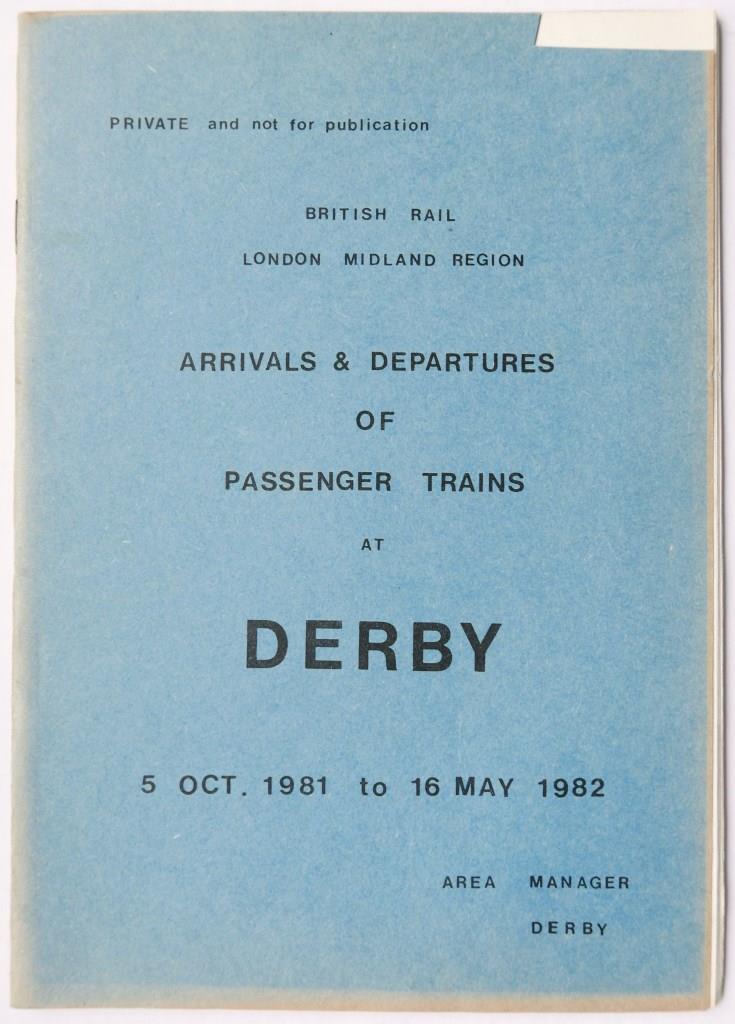 PRIVATE and not for publication
BRITISH RAIL
LONDON MIDLAND REGION
ARRIVALS & DEPARTURES
OF
PASSENGER TRAINS
AT
DERBY
5 OCT. 1981 to 16 MAY 1982
AREA MANAGER
DERBY